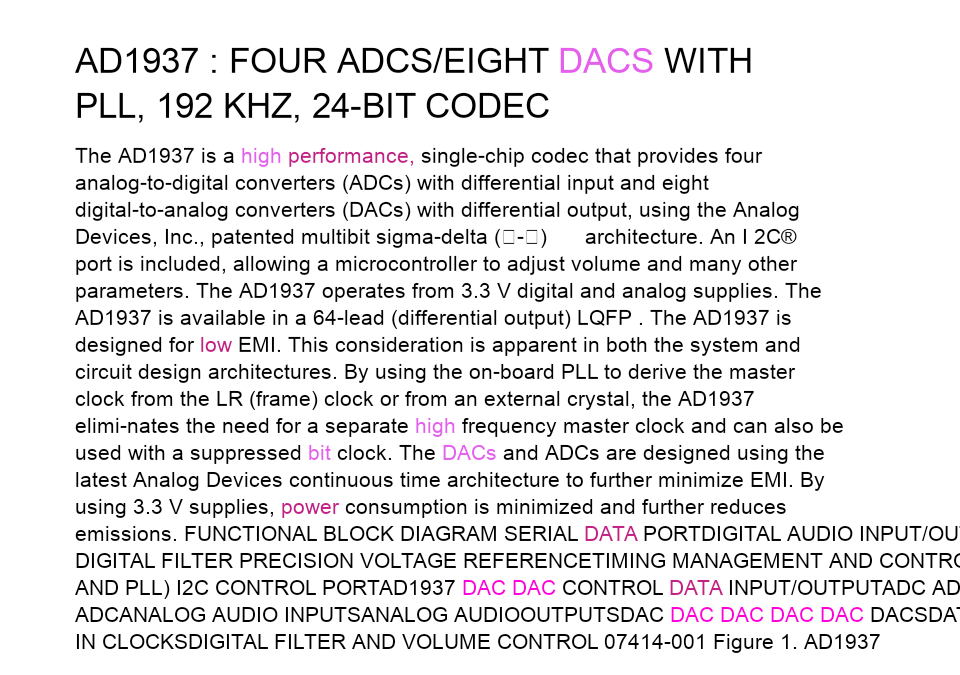 AD1937 : FOUR ADCS/EIGHT DACS WITH
PLL, 192 KHZ, 24-BIT CODEC
The AD1937 is a high performance, single-chip codec that provides four
analog-to-digital converters (ADCs) with differential input and eight
digital-to-analog converters (DACs) with differential output, using the Analog
Devices, Inc., patented multibit sigma-delta (□-□) architecture. An I 2C®
port is included, allowing a microcontroller to adjust volume and many other
parameters. The AD1937 operates from 3.3 V digital and analog supplies. The
AD1937 is available in a 64-lead (differential output) LQFP . The AD1937 is
designed for low EMI. This consideration is apparent in both the system and
circuit design architectures. By using the on-board PLL to derive the master
clock from the LR (frame) clock or from an external crystal, the AD1937
elimi-nates the need for a separate high frequency master clock and can also be
used with a suppressed bit clock. The DACs and ADCs are designed using the
latest Analog Devices continuous time architecture to further minimize EMI. By
using 3.3 V supplies, power consumption is minimized and further reduces
emissions. FUNCTIONAL BLOCK DIAGRAM SERIAL DATA PORTDIGITAL AUDIO INPUT/OU
DIGITAL FILTER PRECISION VOLTAGE REFERENCETIMING MANAGEMENT AND CONTRO
AND PLL) I2C CONTROL PORTAD1937 DAC DAC CONTROL DATA INPUT/OUTPUTADC AD
ADCANALOG AUDIO INPUTSANALOG AUDIOOUTPUTSDAC DAC DAC DAC DAC DACSDAT
IN CLOCKSDIGITAL FILTER AND VOLUME CONTROL 07414-001 Figure 1. AD1937